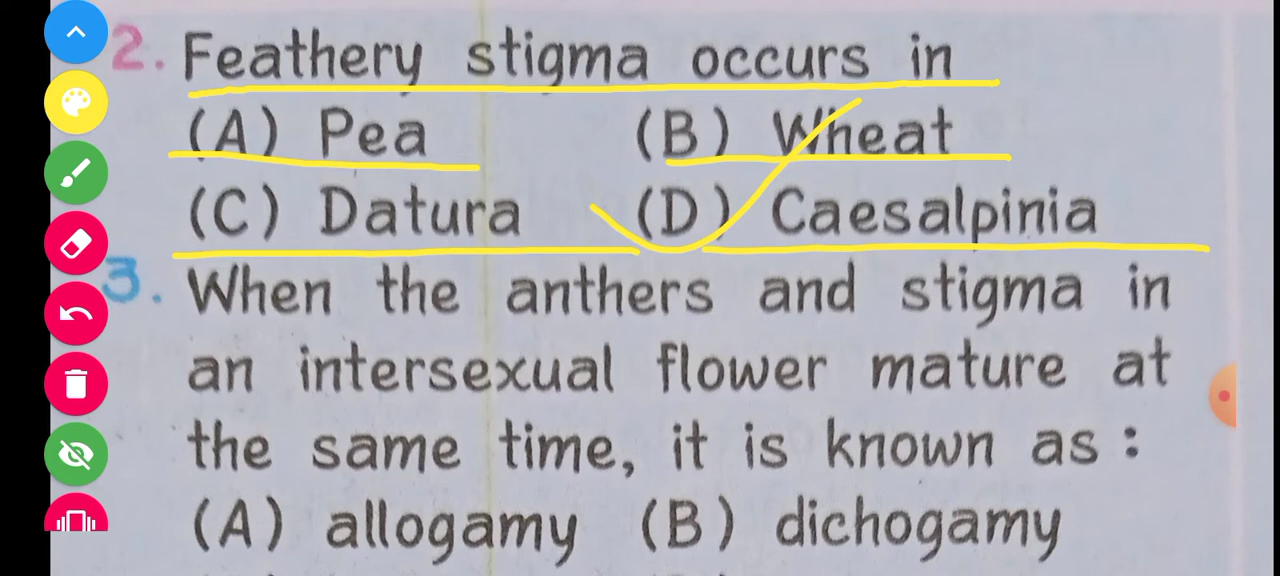 2. Feathery stigma occurs in
(A) Pea (B) Wheat
(C) Datura (D) Caesalpinia
3. When the anthers and stigma in
an intersexual flower mature at
the same time, it is known as :
(A) allogamy (B) dichogamy